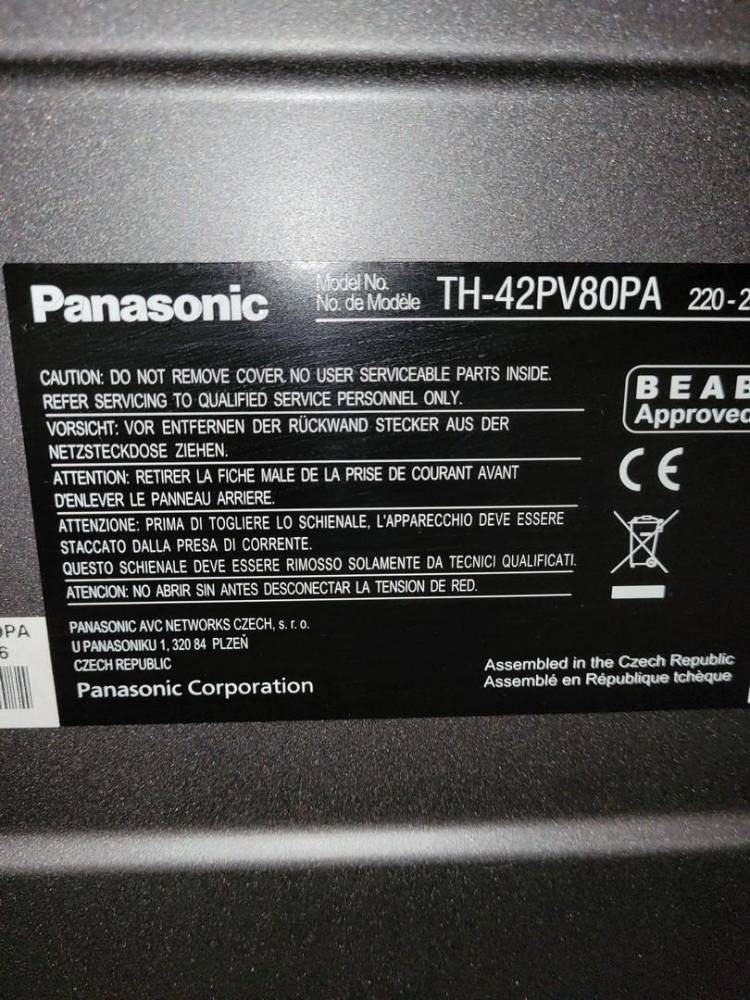 Panasonic
Model No.
No. de Modèle
TH-42PV80PA
220-2
CAUTION: DO NOT REMOVE COVER. NO USER SERVICEABLE PARTS INSIDE.
REFER SERVICING TO QUALIFIED SERVICE PERSONNEL ONLY.
VORSICHT: VOR ENTFERNEN DER RÜCKWAND STECKER AUS DER
NETZSTECKDOSE ZIEHEN.
ATTENTION: RETIRER LA FICHE MALE DE LA PRISE DE COURANT AVANT
D'ENLEVER LE PANNEAU ARRIERE.
ATTENZIONE: PRIMA DI TOGLIERE LO SCHIENALE, L'APPARECCHIO DEVE ESSERE
STACCATO DALLA PRESA DI CORRENTE.
QUESTO SCHIENALE DEVE ESSERE RIMOSSO SOLAMENTE DA TECNICI QUALIFICATI.
ATENCION: NO ABRIR SIN ANTES DESCONECTAR LA TENSION DE RED.
BEAB
Approved
CE
PANASONIC AVC NETWORKS CZECH, s. r. o.
U PANASONIKU 1, 320 84 PLZEŇ
CZECH REPUBLIC
Panasonic Corporation
Assembled in the Czech Republic
Assemblé en République tchèque
0PA
6